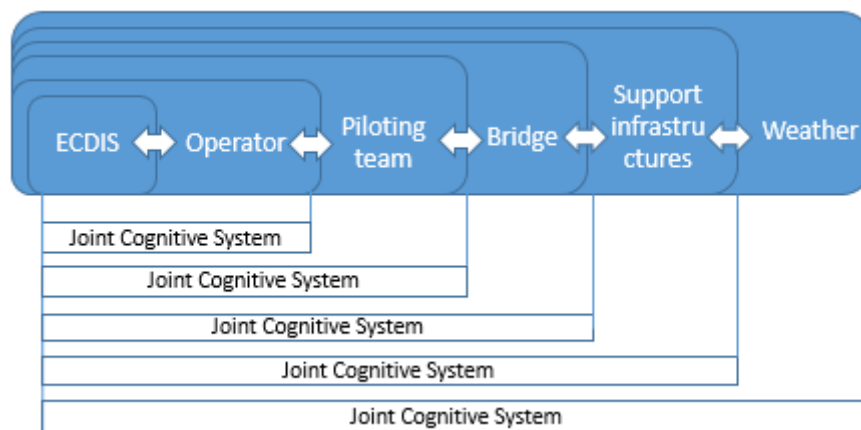 ECDIS
Operator
Piloting
team
Bridge
Support
infrastru
ctures
Weather
Joint Cognitive System
Joint Cognitive System
Joint Cognitive System
Joint Cognitive System
Joint Cognitive System